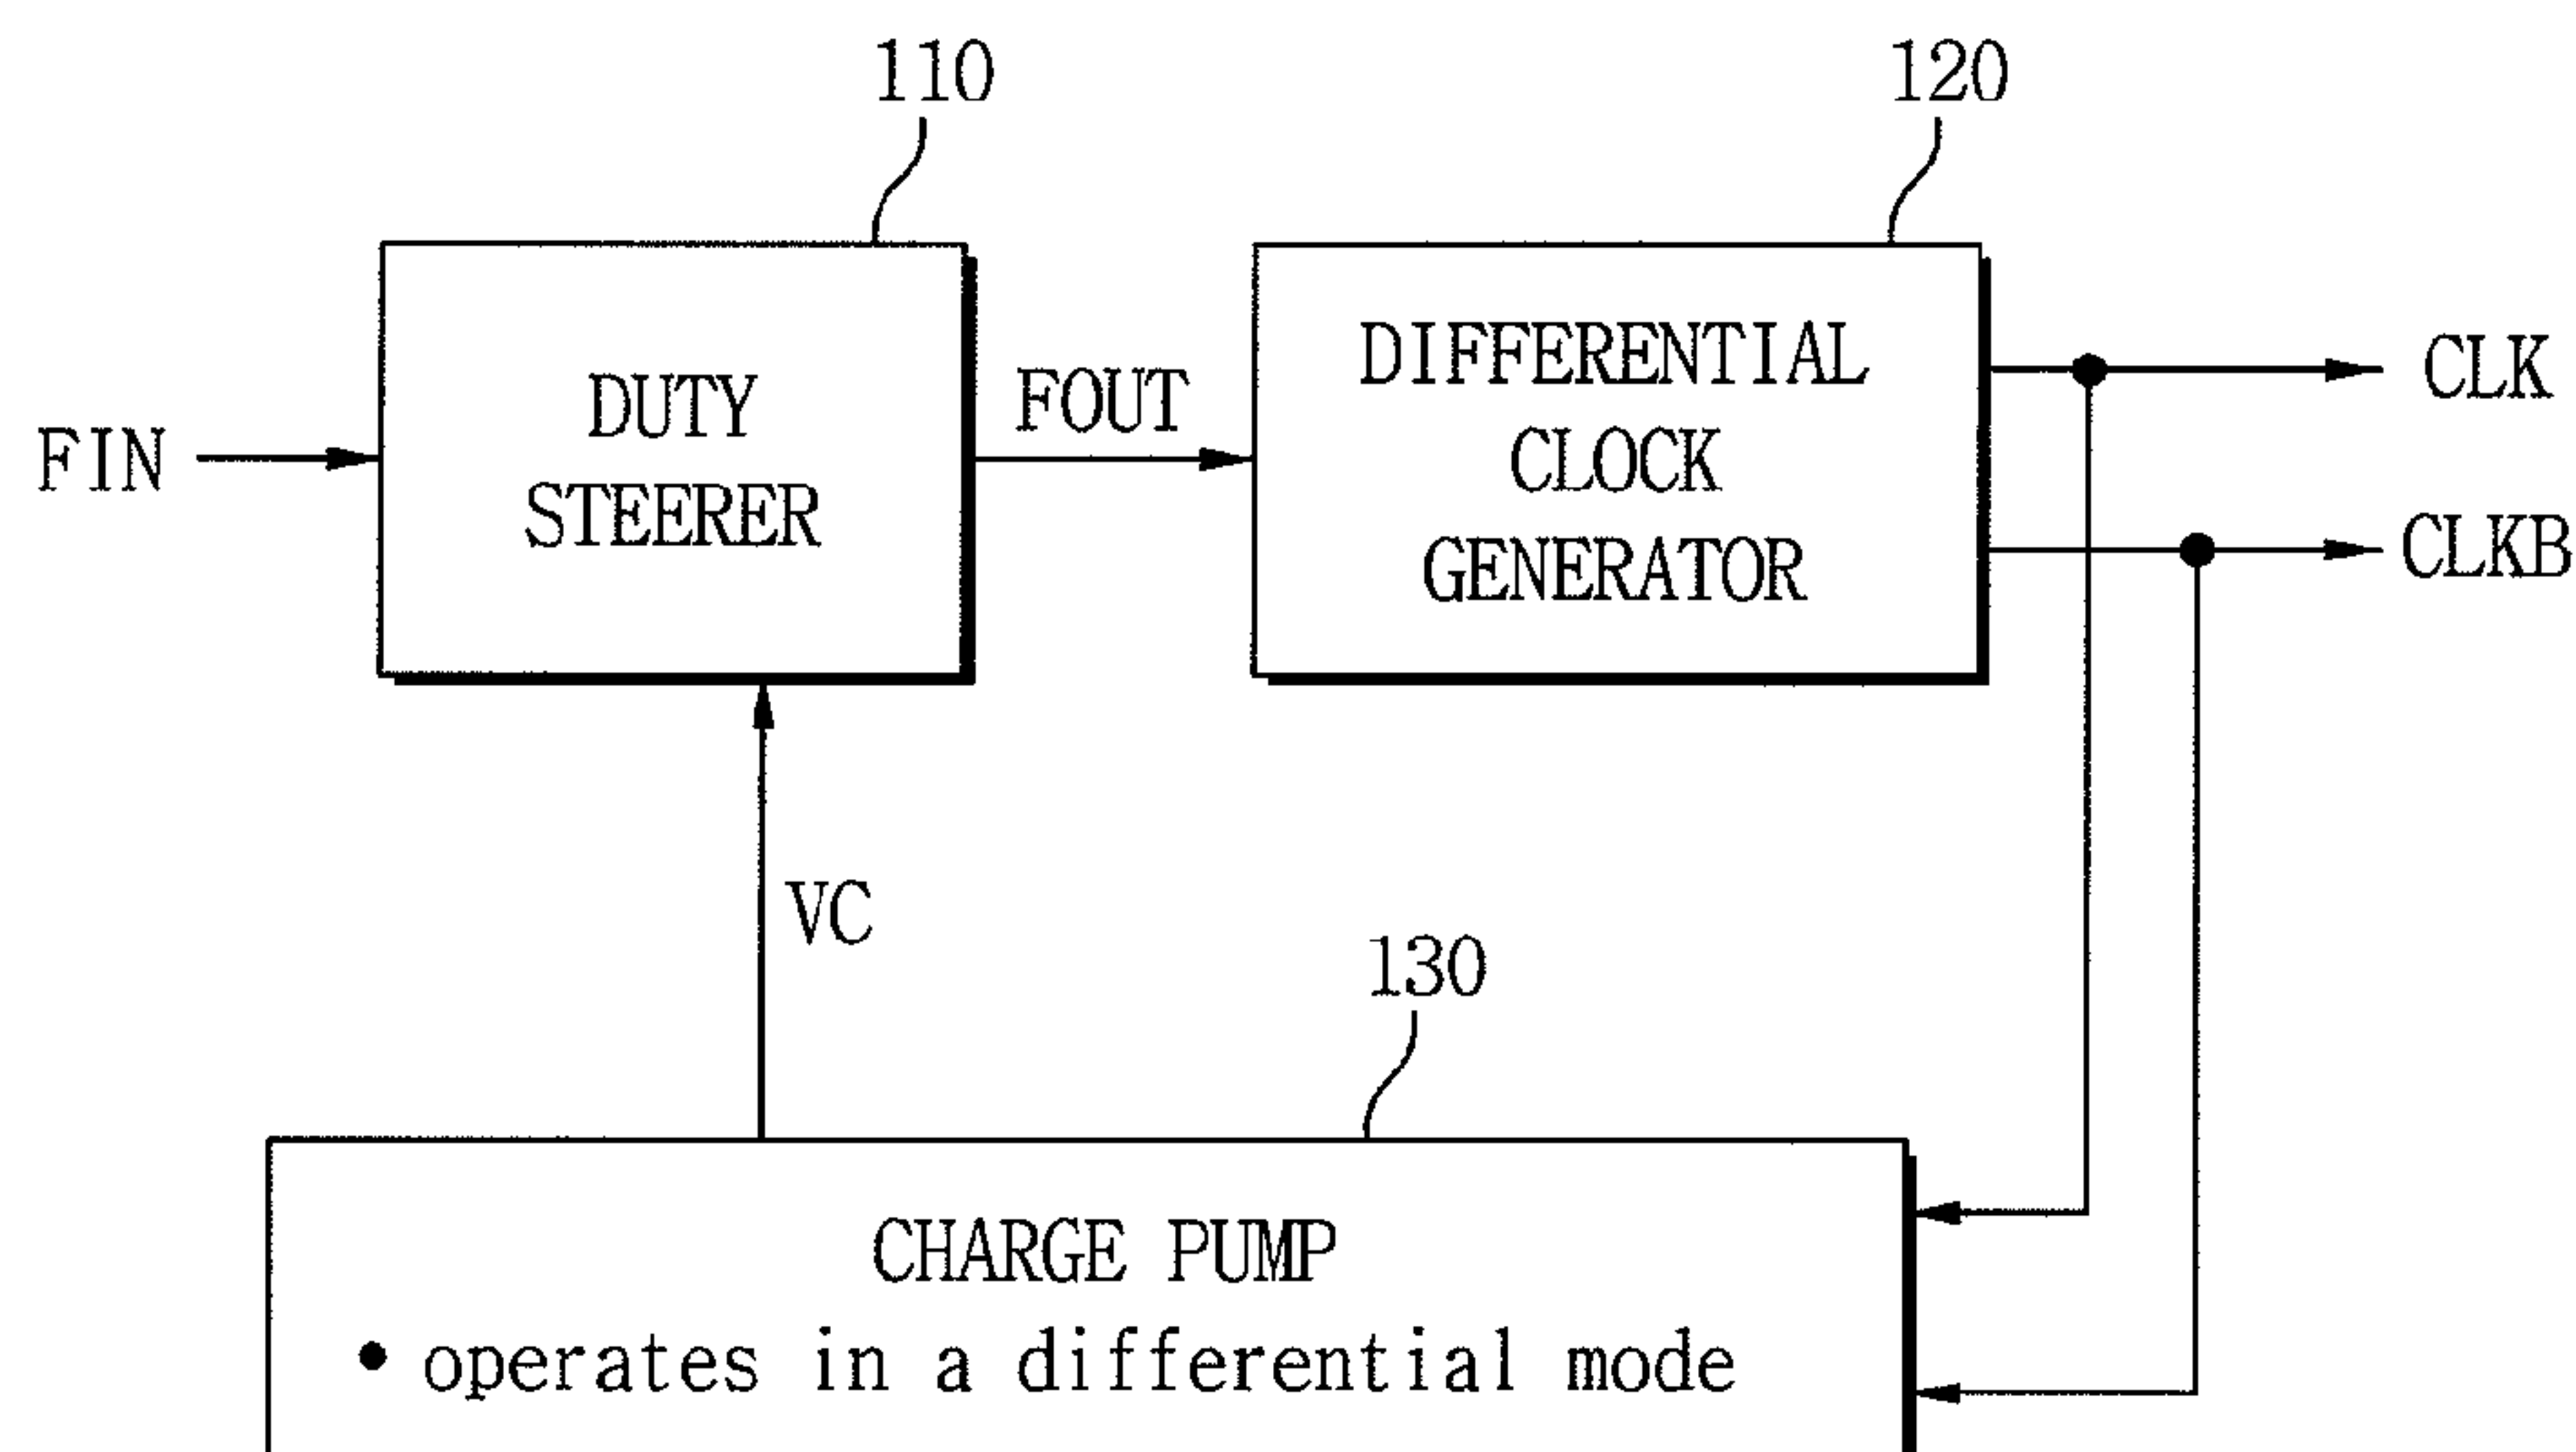 110
120
DUTY
STEERER
FIN
FOUT
DIFFERENTIAL
CLOCK
GENERATOR
CLK
CLKB
VC
130
CHARGE PUMP
• operates in a differential mode